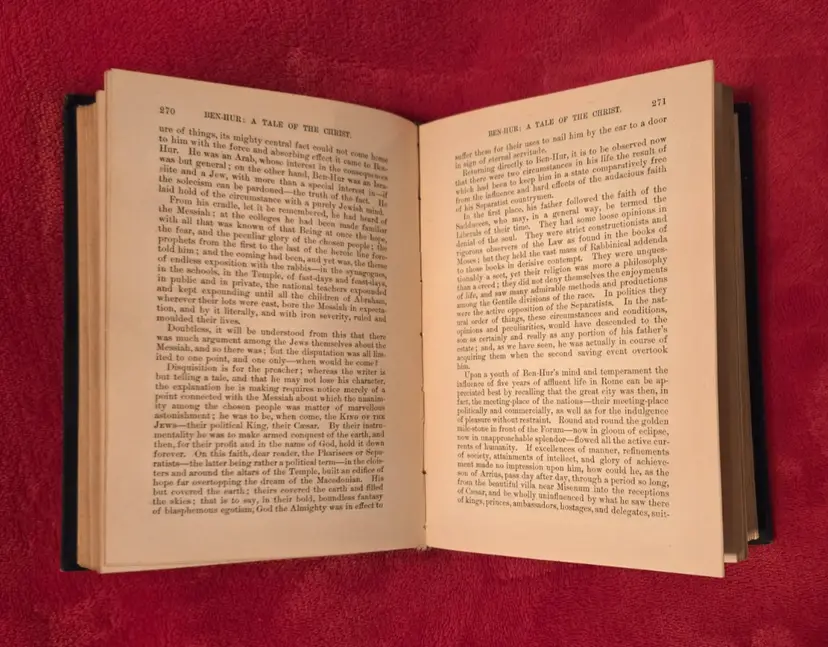 270
BEN-HUR: A TALE OF THE CHRIST.
ure of things, its mighty central fact could not come home
to him with the force and absorbing effect it came to Ben-
Hur. He was an Arab, whose interest in the consequences
was but general; on the other hand, Ben-Hur was an Isra-
elite and a Jew, with more than a special interest in—if
the solecism can be pardoned—the truth of the fact. He
laid hold of the circumstance with a purely Jewish mind.
From his cradle, let it be remembered, he had heard of
the Messiah; at the colleges he had been made familiar
with all that was known of that Being at once the hope,
the fear, and the peculiar glory of the chosen people; the
prophets from the first to the last of the heroic line fore-
told him; and the coming had been, and yet was, the theme
of endless exposition with the rabbis—in the synagogues,
in the schools, in the Temple, of fast-days and feast-days,
in public and in private, the national teachers expounded
and kept expounding until all the children of Abraham,
wherever their lots were cast, bore the Messiah in expecta-
tion, and by it literally, and with iron severity, ruled and
moulded their lives.
Doubtless, it will be understood from this that there
was much argument among the Jews themselves about the
Messiah, and so there was; but the disputation was all lim-
ited to one point, and one only—when would he come?
Disquisition is for the preacher; whereas the writer is
but telling a tale, and that he may not lose his character,
the explanation he is making requires notice merely of a
point connected with the Messiah about which the unanim-
ity among the chosen people was matter of marvellous
astonishment; he was to be, when come, the KING OF THE
JEWS—their political King, their Cæsar. By their instru-
mentality he was to make armed conquest of the earth, and
then, for their profit and in the name of God, hold it down
forever. On this faith, dear reader, the Pharisees or Sepa-
ratists—the latter being rather a political term—in the clois-
ters and around the altars of the Temple, built an edifice of
hope far overtopping the dream of the Macedonian. His
but covered the earth; theirs covered the earth and filled
the skies; that is to say, in their bold, boundless fantasy
of blasphemous egotism, God the Almighty was in effect to
271
BEN-HUR: A TALE OF THE CHRIST.
suffer them for their uses to nail him by the ear to a door
in sign of eternal servitude.
Returning directly to Ben-Hur, it is to be observed now
that there were two circumstances in his life the result of
which had been to keep him in a state comparatively free
from the influence and hard effects of the audacious faith
of his Separatist countrymen.
In the first place, his father followed the faith of the
Sadducees, who may, in a general way, be termed the
Liberals of their time. They had some loose opinions in
denial of the soul. They were strict constructionists and
rigorous observers of the Law as found in the books of
Moses; but they held the vast mass of Rabbinical addenda
to those books in derisive contempt. They were unques-
tionably a sect, yet their religion was more a philosophy
than a creed; they did not deny themselves the enjoyments
of life, and saw many admirable methods and productions
among the Gentile divisions of the race. In politics they
were the active opposition of the Separatists. In the nat-
ural order of things, these circumstances and conditions,
opinions and peculiarities, would have descended to the
son as certainly and really as any portion of his father's
estate; and, as we have seen, he was actually in course of
acquiring them when the second saving event overtook
him.
Upon a youth of Ben-Hur's mind and temperament the
influence of five years of affluent life in Rome can be ap-
preciated best by recalling that the great city was then, in
fact, the meeting-place of the nations—their meeting-place
politically and commercially, as well as for the indulgence
of pleasure without restraint. Round and round the golden
mile-stone in front of the Forum—now in gloom of eclipse,
now in unapproachable splendor—flowed all the active cur-
rents of humanity. If excellences of manner, refinements
of society, attainments of intellect, and glory of achieve-
ment made no impression upon him, how could he, as the
son of Arrius, pass day after day, through a period so long,
from the beautiful villa near Misenum into the receptions
of Cæsar, and be wholly uninfluenced by what he saw there
of kings, princes, ambassadors, hostages, and delegates, suit-